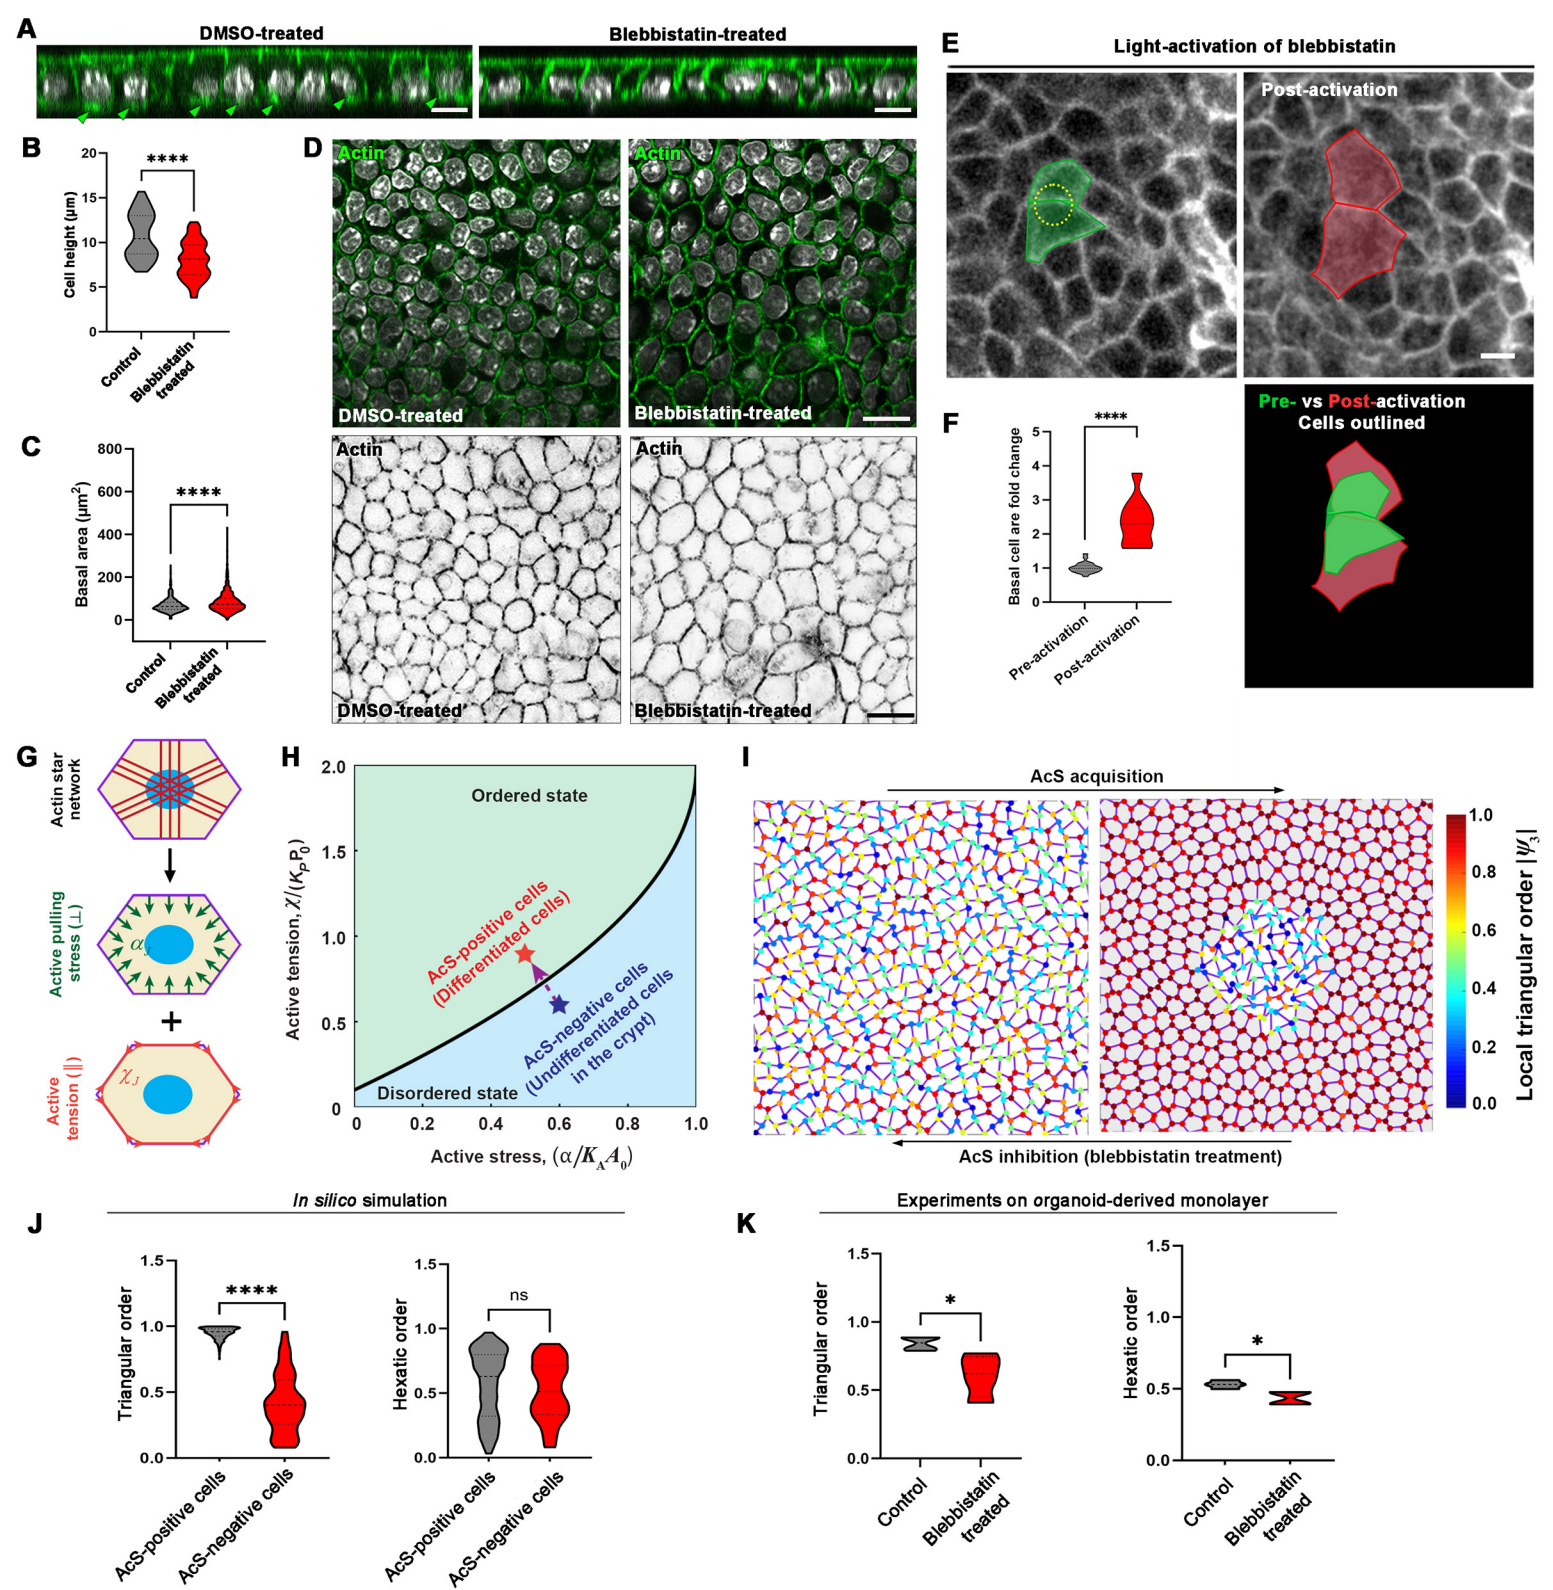 A
DMSO-treated
Blebbistatin-treated
B
Cell height (µm)
20
15
10
5
0
****
Control
Blebbistatin
treated
C
Basal area (µm²)
800
600
400
200
0
****
Control
Blebbistatin
treated
D
Actin
DMSO-treated
Actin
Blebbistatin-treated
Actin
DMSO-treated
Actin
Blebbistatin-treated
E
Light-activation of blebbistatin
Post-activation
Pre- vs Post-activation
Cells outlined
F
Basal cell are fold change
5
4
3
2
1
0
****
Pre-activation
Post-activation
G
Actin star
network
Active pulling
stress (⊥)
α_J
+
Active
tension (∥)
χ_J
H
Active tension, χ/(K_P P_0)
2.0
1.5
1.0
0.5
0
Ordered state
AcS-positive cells
(Differentiated cells)
AcS-negative cells
(Undifferentiated cells
in the crypt)
Disordered state
0 0.2 0.4 0.6 0.8 1.0
Active stress, (α/K_A A_0)
I
AcS acquisition
AcS inhibition (blebbistatin treatment)
1.0
0.8
0.6
0.4
0.2
0.0
Local triangular order |Ψ_3|
In silico simulation
J
Triangular order
1.5
1.0
0.5
0.0
****
AcS-positive cells
AcS-negative cells
Hexatic order
1.5
1.0
0.5
0.0
ns
AcS-positive cells
AcS-negative cells
Experiments on organoid-derived monolayer
K
Triangular order
1.5
1.0
0.5
0.0
*
Control
Blebbistatin
treated
Hexatic order
1.5
1.0
0.5
0.0
*
Control
Blebbistatin
treated